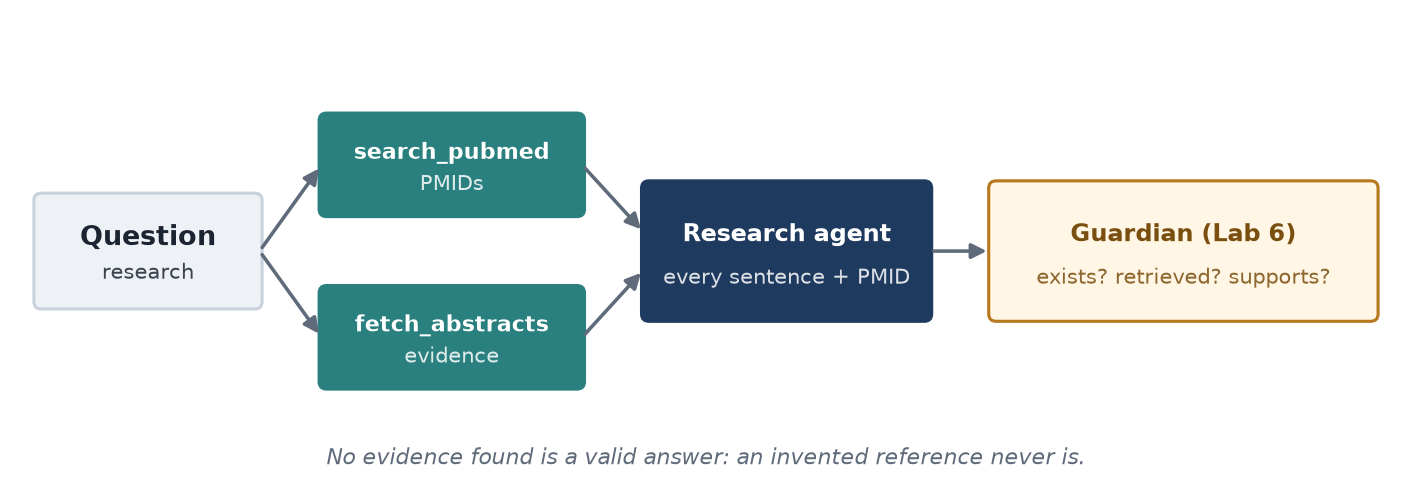 Question
research
search_pubmed
PMIDs
fetch_abstracts
evidence
Research agent
every sentence + PMID
Guardian (Lab 6)
exists? retrieved? supports?
No evidence found is a valid answer: an invented reference never is.